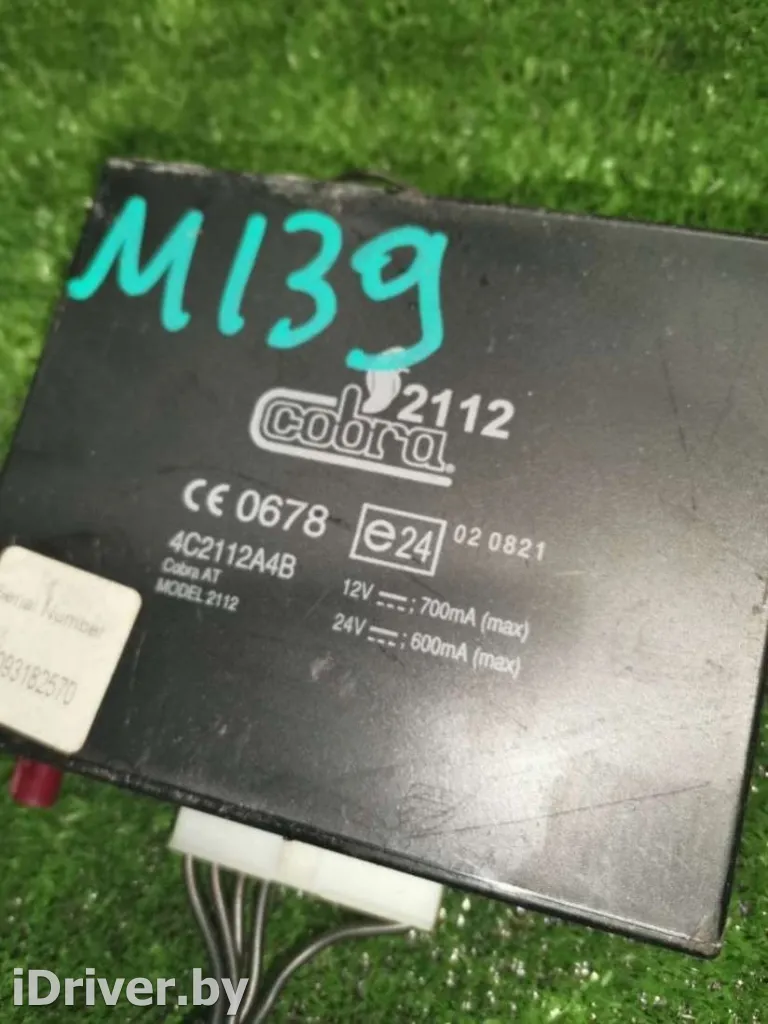 M139
cobra 2112
CE 0678 e24 02 0821
4C2112A4B
Cobra AT
MODEL 2112
12V ; 700mA (max)
24V ; 600mA (max)
Serial Number
093182570
iDriver.by